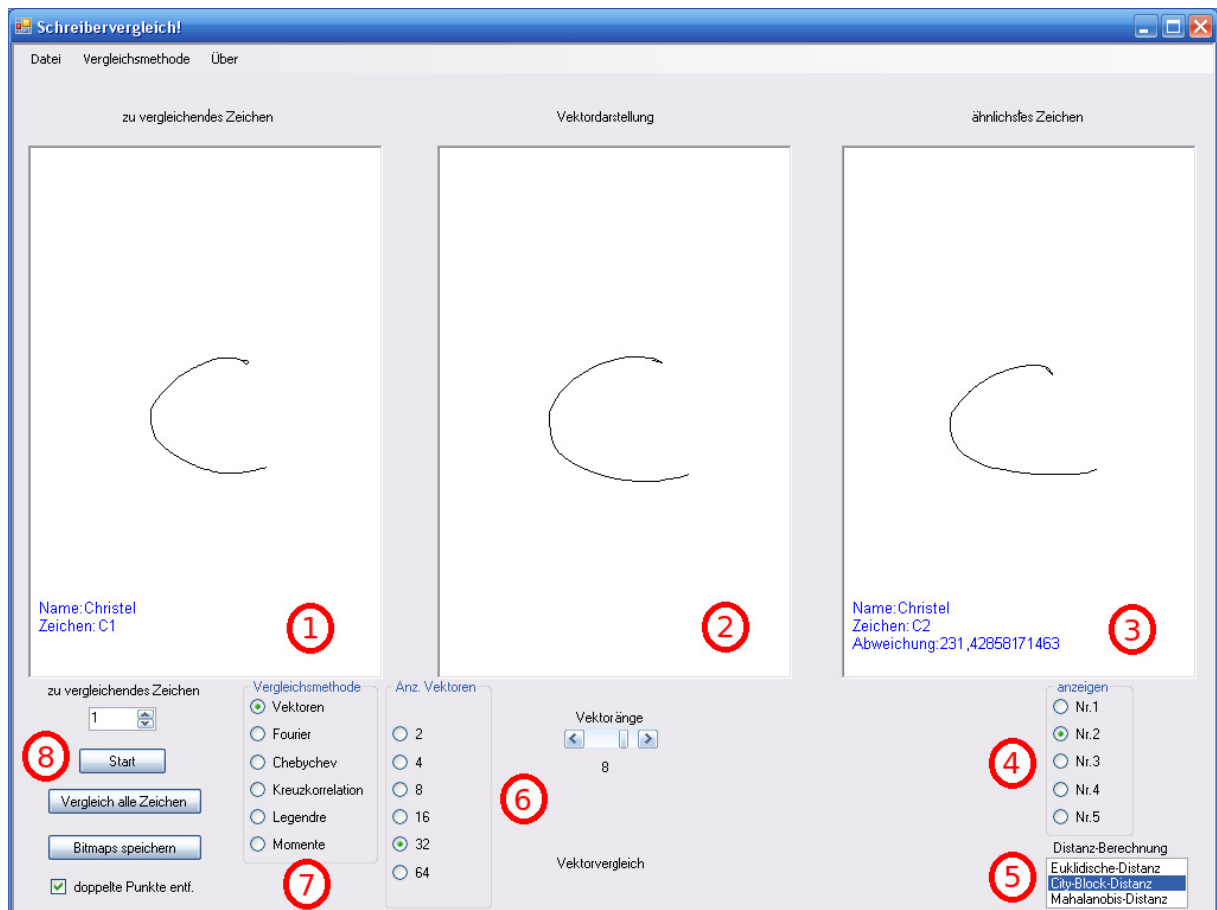 Schreibervergleich!
Datei Vergleichsmethode Über
zu vergleichendes Zeichen
Vektordarstellung
ähnlichstes Zeichen
Name:Christel
Zeichen: C1
1
2
Name:Christel
Zeichen: C2
Abweichung:231,42858171463
3
zu vergleichendes Zeichen
1
8
Start
Vergleich alle Zeichen
Bitmaps speichern
doppelte Punkte entf.
Vergleichsmethode
Vektoren
Fourier
Chebychev
Kreuzkorrelation
Legendre
Momente
7
Anz. Vektoren
2
4
8
16
32
64
6
Vektoränge
8
Vektorvergleich
anzeigen
Nr.1
Nr.2
Nr.3
Nr.4
Nr.5
4
Distanz-Berechnung
Euklidische-Distanz
City-Block-Distanz
Mahalanobis-Distanz
5